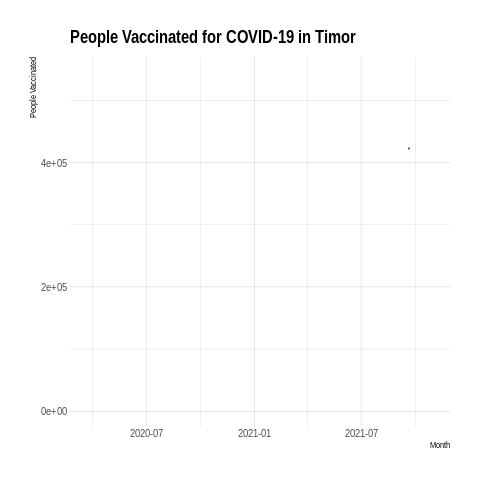 People Vaccinated for COVID-19 in Timor
People Vaccinated
4e+05
2e+05
0e+00
2020-07
2021-01
2021-07
Month